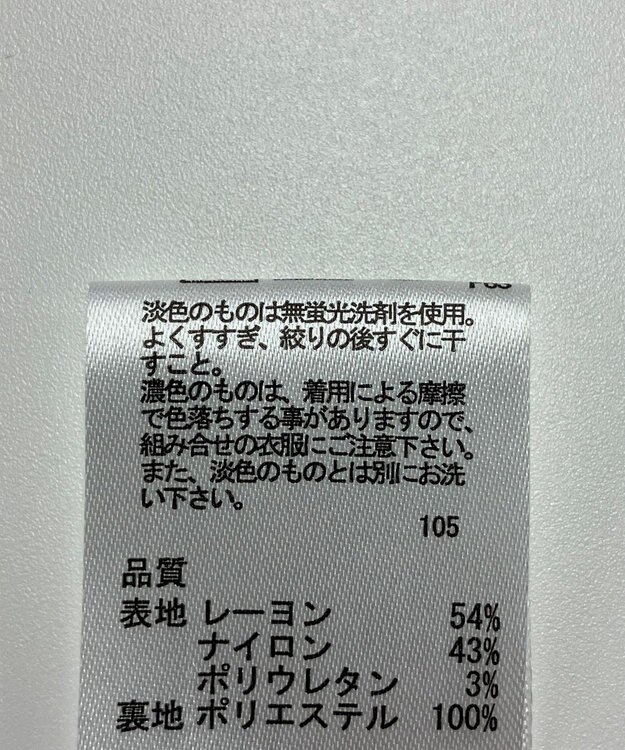 淡色のものは無蛍光洗剤を使用。
よくすすぎ、絞りの後すぐに干
すこと。
濃色のものは、着用による摩擦
で色落ちする事がありますので、
組み合せの衣服にご注意下さい。
また、淡色のものとは別にお洗
い下さい。
105
品質
表地 レーヨン 54%
ナイロン 43%
ポリウレタン 3%
裏地 ポリエステル 100%